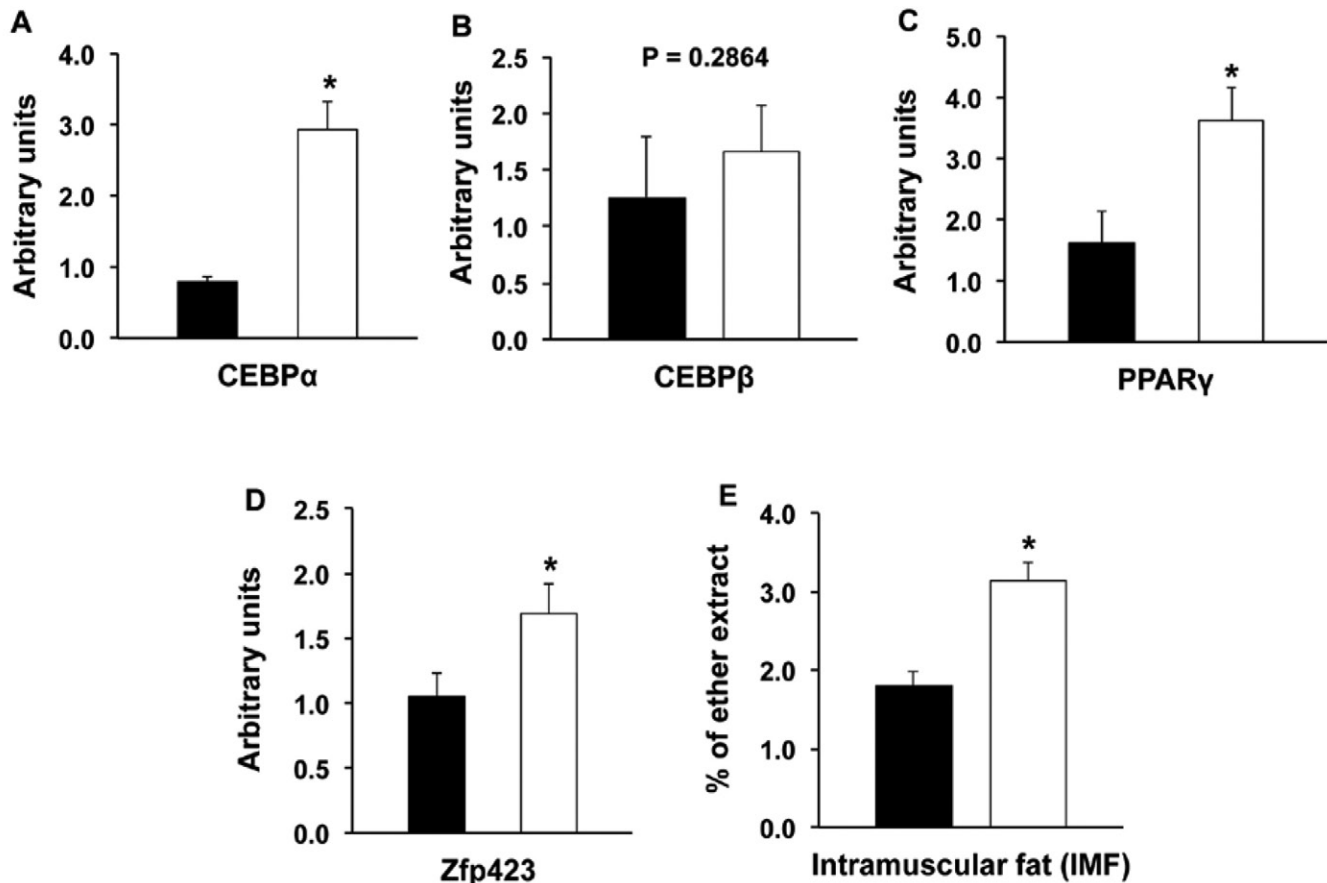 A
Arbitrary units
4.0
3.0
2.0
1.0
0.0
*
CEBPα
B
Arbitrary units
2.5
2.0
1.5
1.0
0.5
0.0
P = 0.2864
CEBPβ
C
Arbitrary units
5.0
4.0
3.0
2.0
1.0
0.0
*
PPARγ
D
Arbitrary units
2.5
2.0
1.5
1.0
0.5
0.0
*
Zfp423
E
% of ether extract
4.0
3.0
2.0
1.0
0.0
*
Intramuscular fat (IMF)